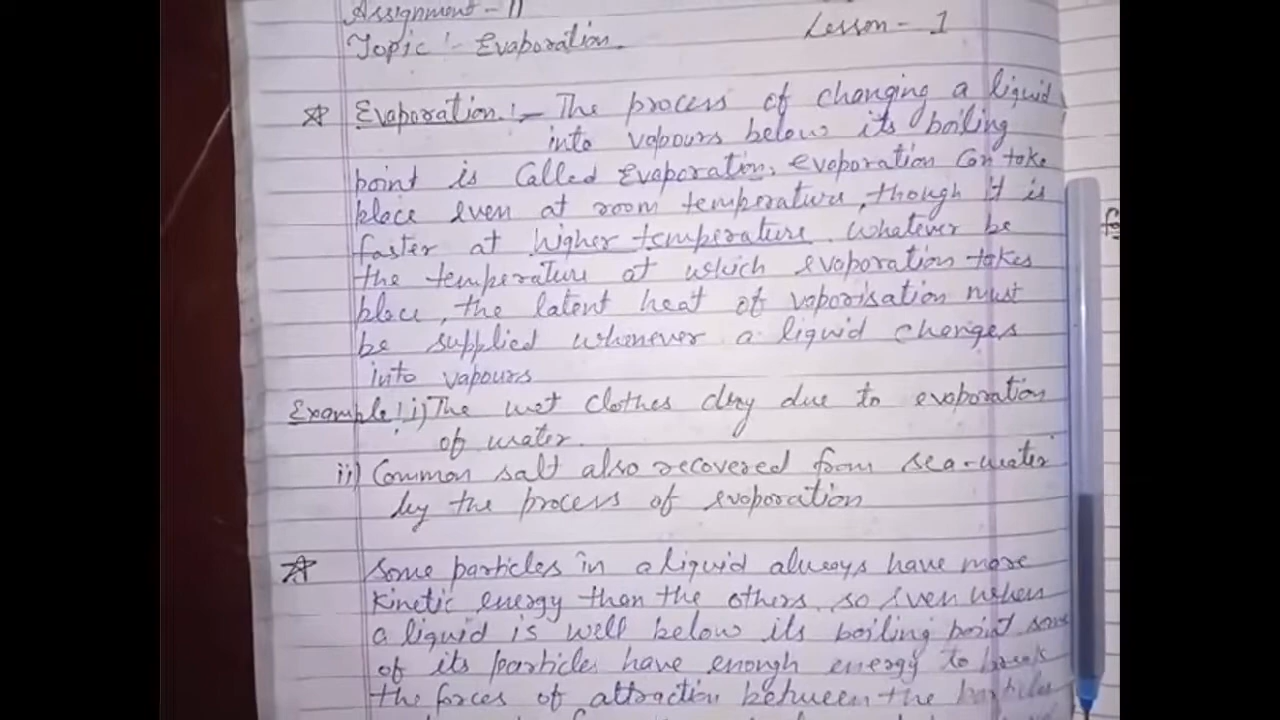 Assignment - 11
Lesson - 1
Topic :- Evaporation.
☆ Evaporation :- The process of changing a liquid
into vapours below its boiling
point is Called Evaporation. evaporation can take
place even at room temperature, though it is
faster at higher temperature. whatever be
the temperature at which evaporation takes
place, the latent heat of vaporisation must
be supplied whenever a liquid changes
into vapours
Example: i) The wet clothes dry due to evaporation
of water.
ii) Common salt also recovered from sea-water
by the process of evaporation
☆ Some particles in a liquid always have more
kinetic energy than the others. so even when
a liquid is well below its boiling point some
of its particles have enough energy to break
the forces of attraction between the particles